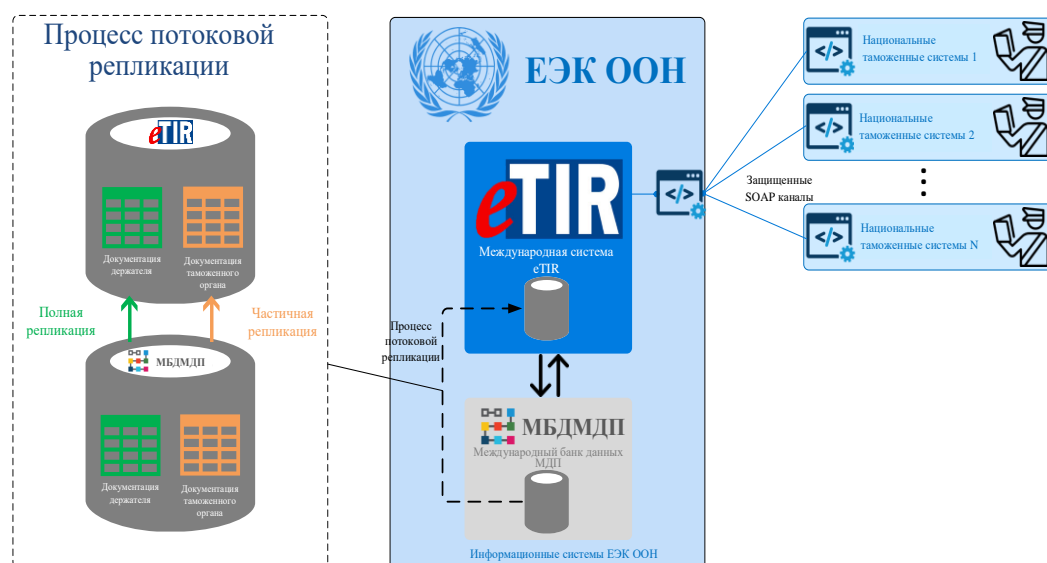 Процесс потоковой
репликации
eTIR
Документация
держателя
Документация
таможенного
органа
Полная
репликация
Частичная
репликация
МБДМДП
Документация
держателя
Документация
таможенного
органа
ЕЭК ООН
eTIR
Международная система
eTIR
Процесс
потоковой
репликации
МБДМДП
Международный банк данных
МДП
Информационные системы ЕЭК ООН
</>
Защищенные
SOAP каналы
</>
Национальные
таможенные системы 1
</>
Национальные
таможенные системы 2
</>
Национальные
таможенные системы N